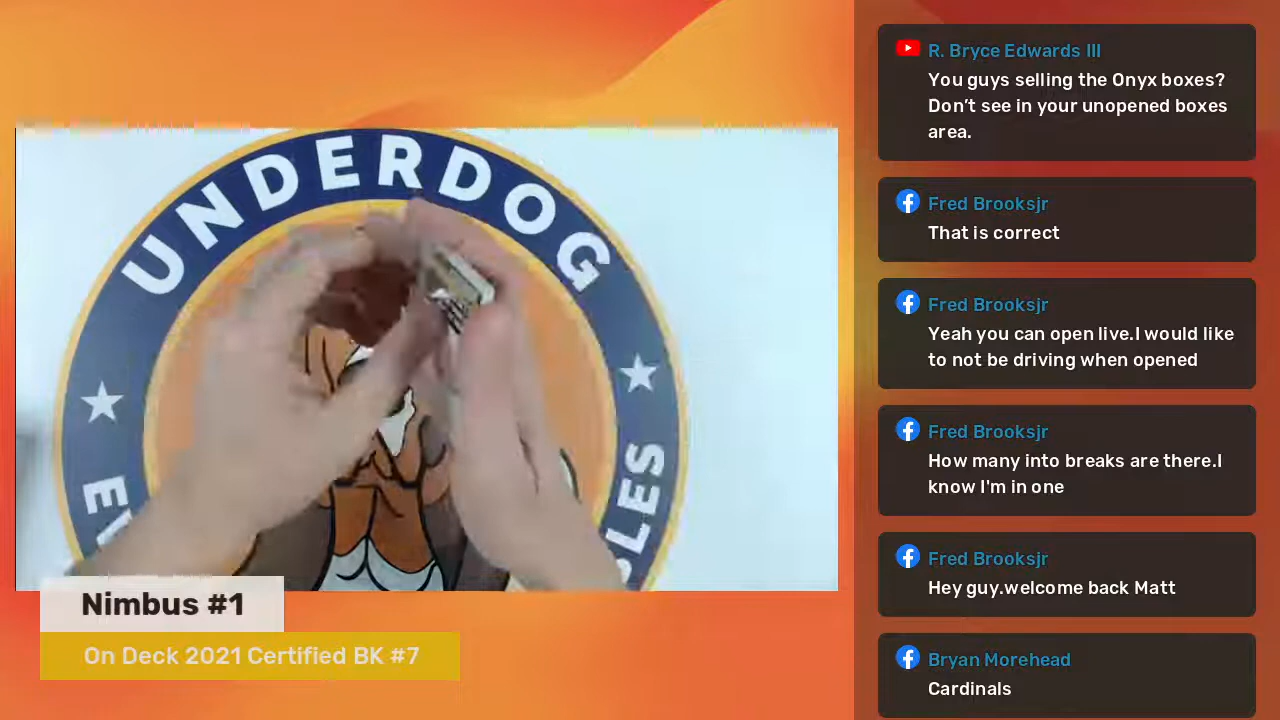 UNDERDOG
Nimbus #1
On Deck 2021 Certified BK #7
R. Bryce Edwards III
You guys selling the Onyx boxes?
Don't see in your unopened boxes
area.
Fred Brooksjr
That is correct
Fred Brooksjr
Yeah you can open live.I would like
to not be driving when opened
Fred Brooksjr
How many into breaks are there.I
know I'm in one
Fred Brooksjr
Hey guy.welcome back Matt
Bryan Morehead
Cardinals